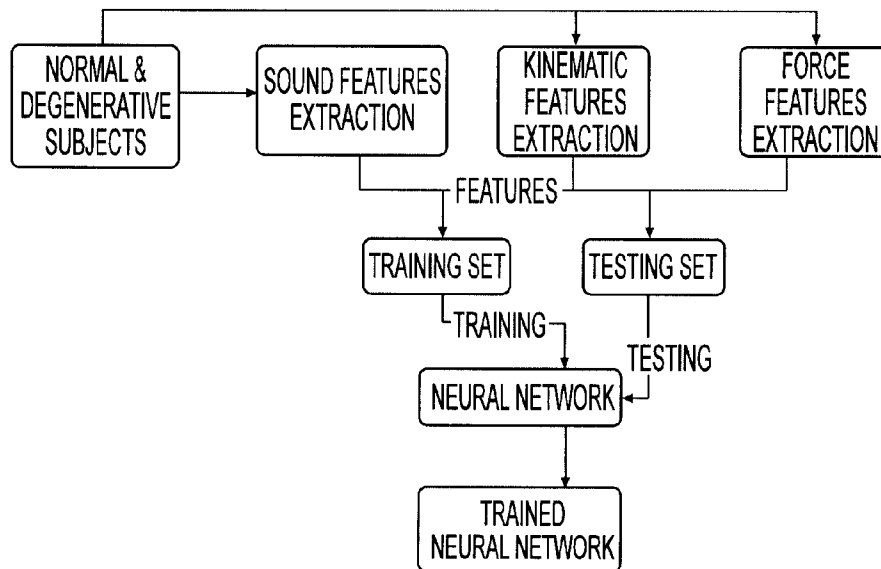 NORMAL &
DEGENERATIVE
SUBJECTS
SOUND FEATURES
EXTRACTION
KINEMATIC
FEATURES
EXTRACTION
FORCE
FEATURES
EXTRACTION
FEATURES
TRAINING SET
TESTING SET
TRAINING
TESTING
NEURAL NETWORK
TRAINED
NEURAL NETWORK